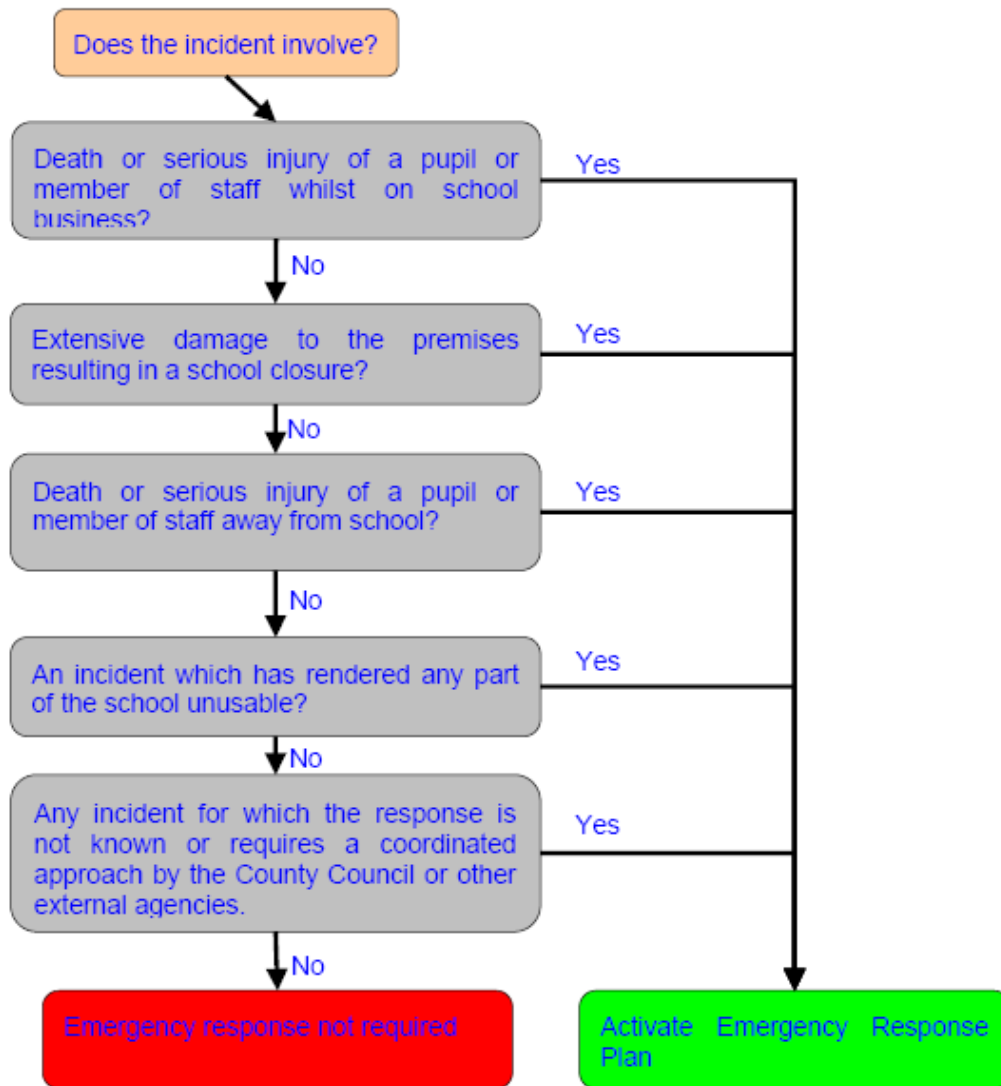 Does the incident involve?
Death or serious injury of a pupil or
member of staff whilst on school
business?
Yes
No
Extensive damage to the premises
resulting in a school closure?
Yes
No
Death or serious injury of a pupil or
member of staff away from school?
Yes
No
An incident which has rendered any part
of the school unusable?
Yes
No
Any incident for which the response is
not known or requires a coordinated
approach by the County Council or other
external agencies.
Yes
No
Emergency response not required
Activate Emergency Response
Plan